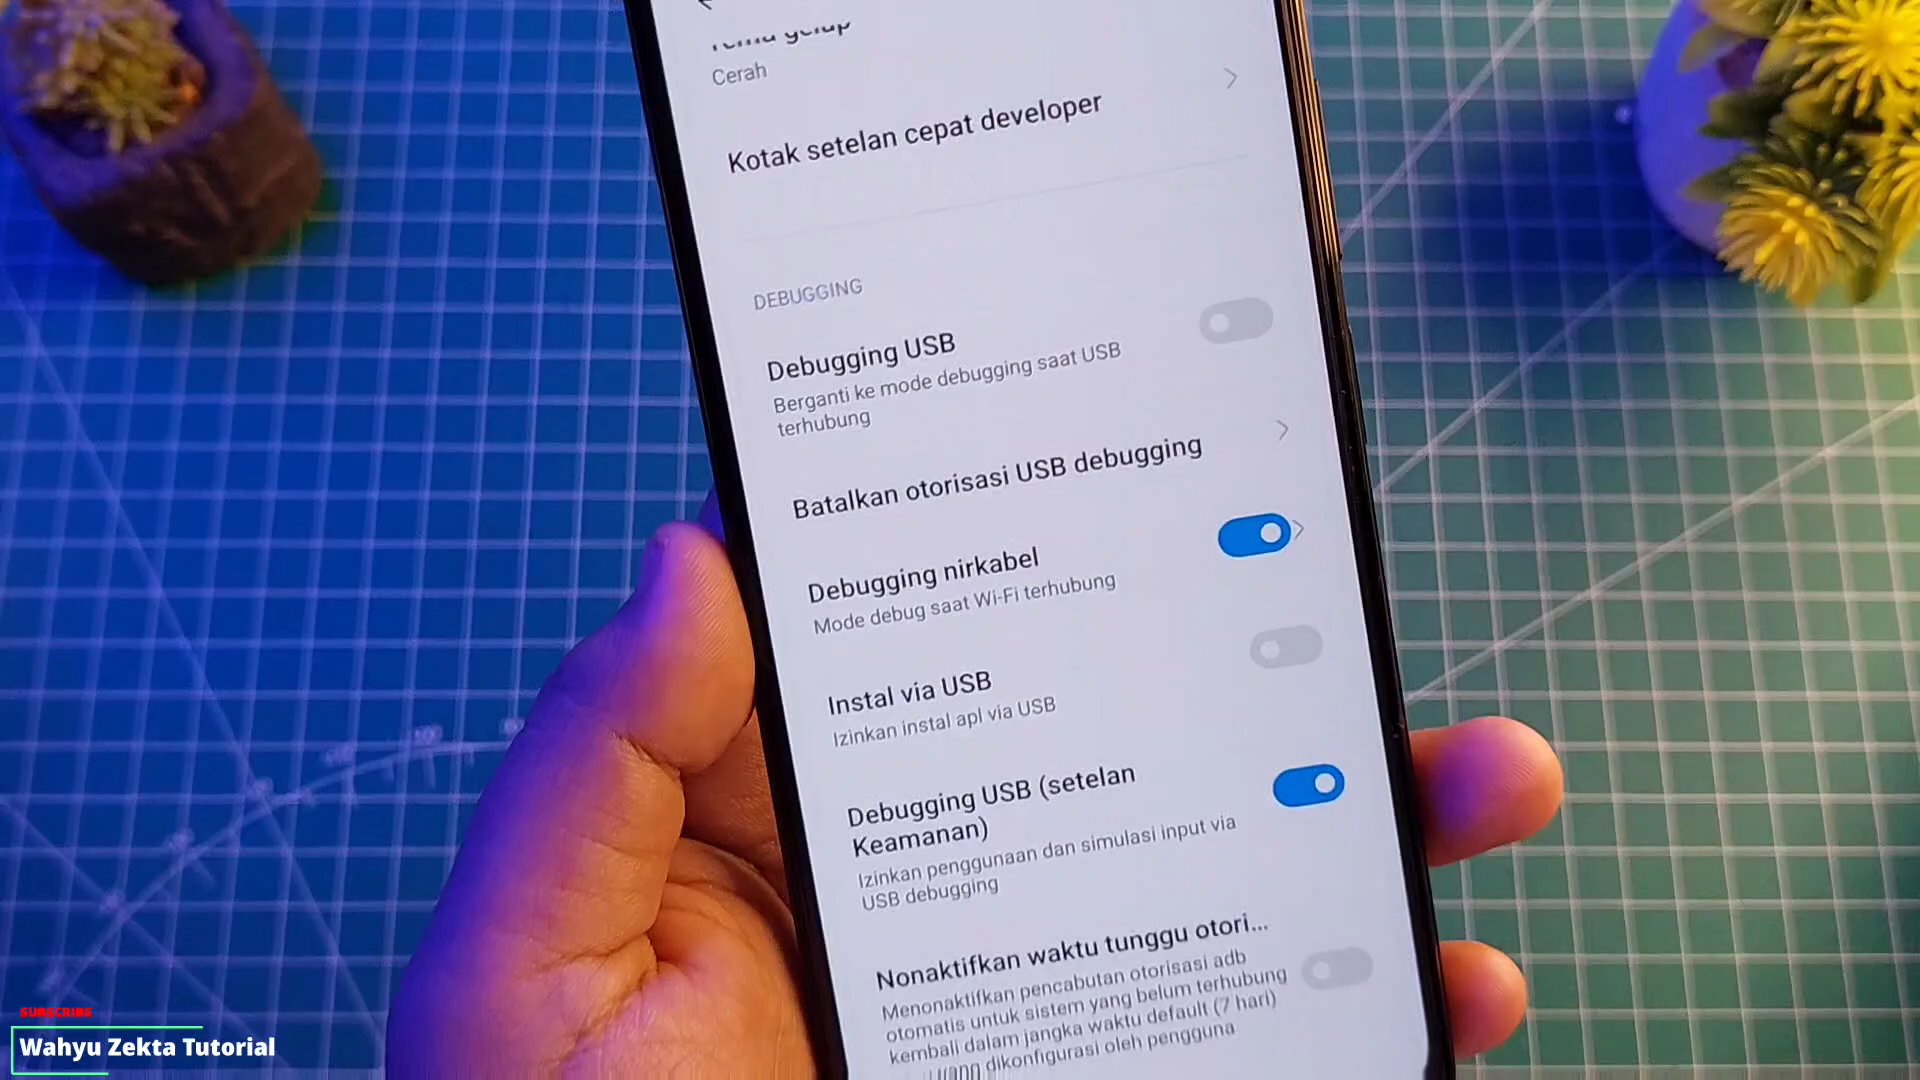 Cerah
Kotak setelan cepat developer
DEBUGGING
Debugging USB
Berganti ke mode debugging saat USB
terhubung
Batalkan otorisasi USB debugging
Debugging nirkabel
Mode debug saat Wi-Fi terhubung
Instal via USB
Izinkan instal apl via USB
Debugging USB (setelan
Keamanan)
Izinkan penggunaan dan simulasi input via
USB debugging
Nonaktifkan waktu tunggu otori...
Menonaktifkan pencabutan otorisasi adb
otomatis untuk sistem yang belum terhubung
kembali dalam jangka waktu default (7 hari)
dikonfigurasi oleh pengguna
SUBSCRIBE
Wahyu Zekta Tutorial